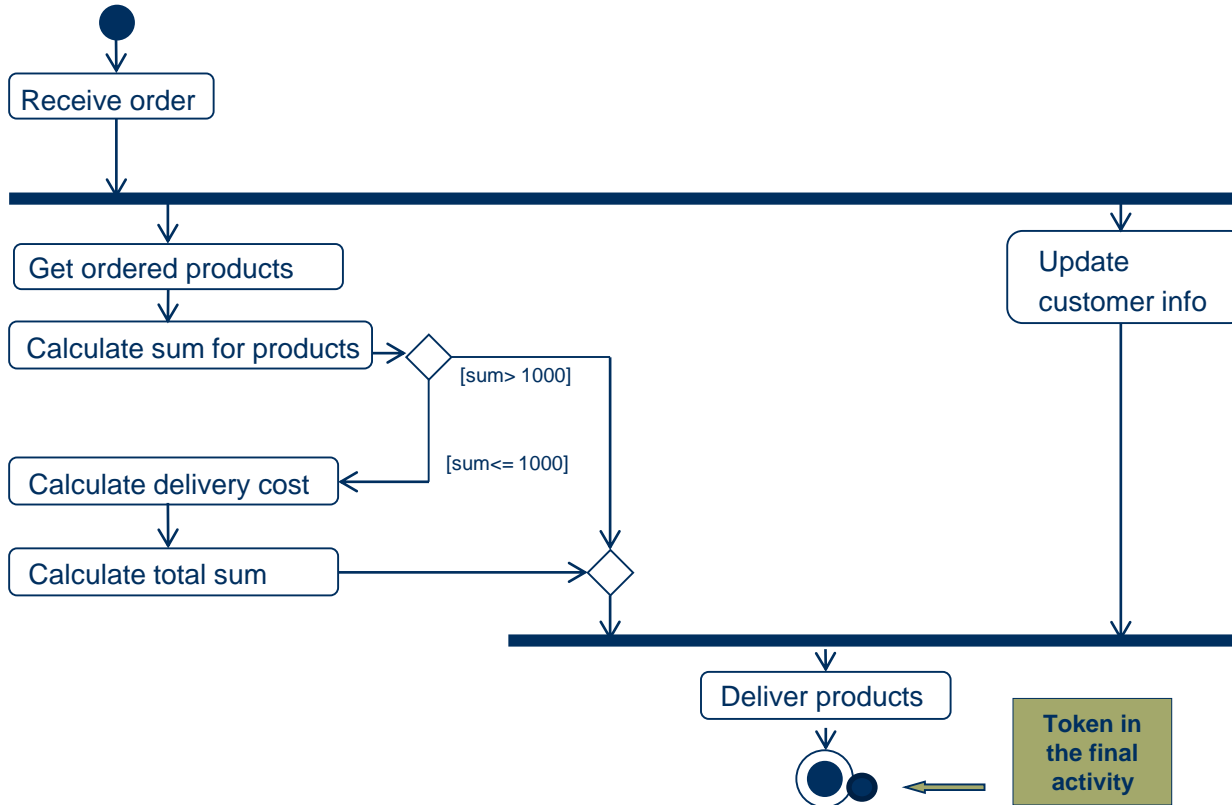 Receive order
Get ordered products
Update
customer info
Calculate sum for products
[sum> 1000]
[sum<= 1000]
Calculate delivery cost
Calculate total sum
Deliver products
Token in
the final
activity